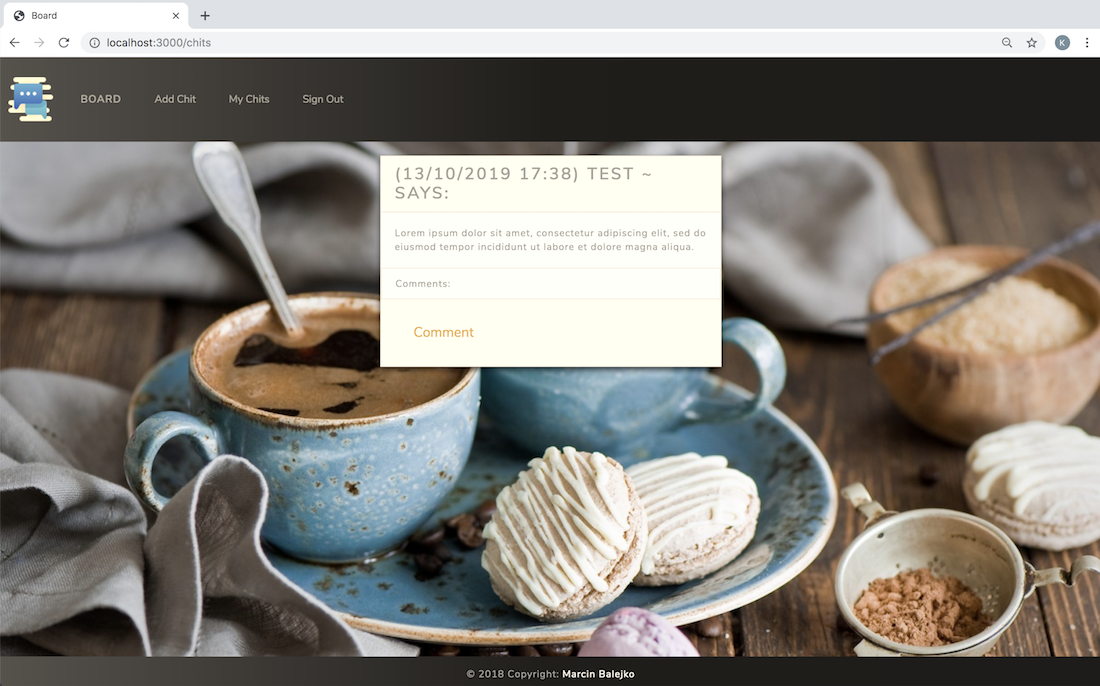 Board
localhost:3000/chits
K
BOARD Add Chit My Chits Sign Out
(13/10/2019 17:38) TEST ~
SAYS:
Lorem ipsum dolor sit amet, consectetur adipiscing elit, sed do
eiusmod tempor incididunt ut labore et dolore magna aliqua.
Comments:
Comment
© 2018 Copyright: Marcin Balejko